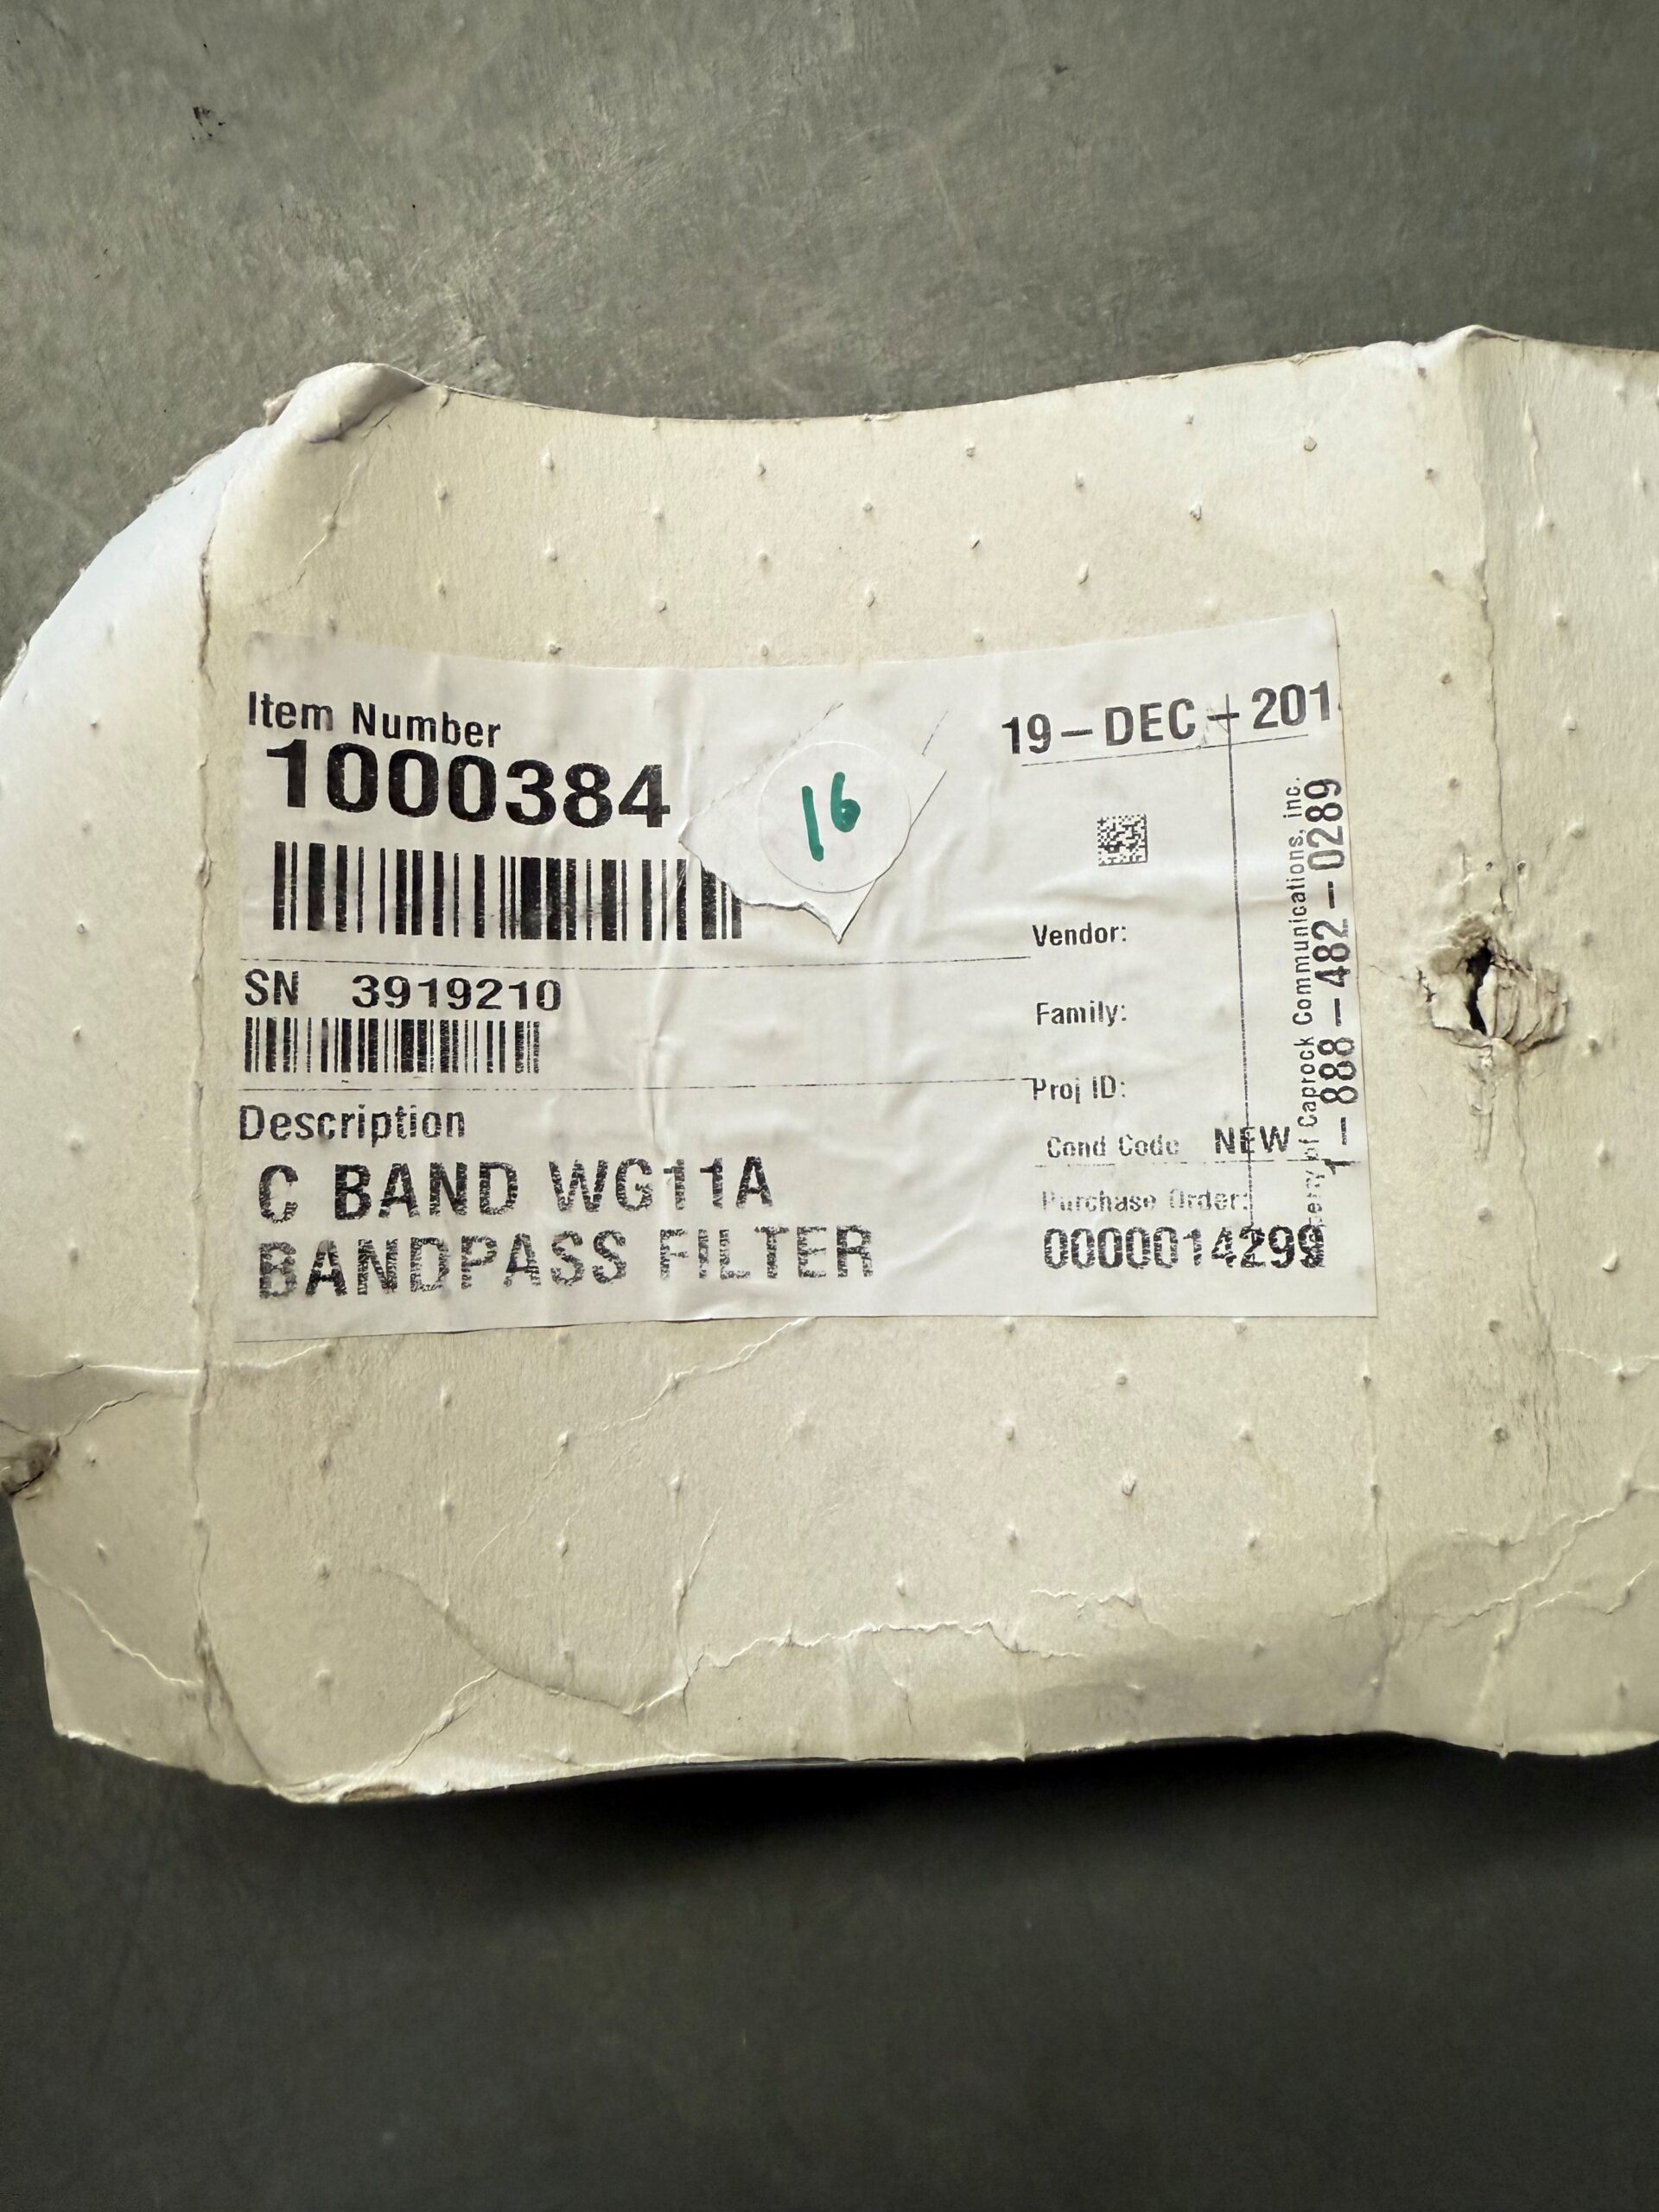 Item Number
1000384
16
19-DEC-201
SN 3919210
Description
C BAND WG11A
BANDPASS FILTER
Vendor:
Family:
Proj ID:
Cond Code NEW
Purchase Order:
0000014299
of Caprock Communications, inc.
1-888-482-0289